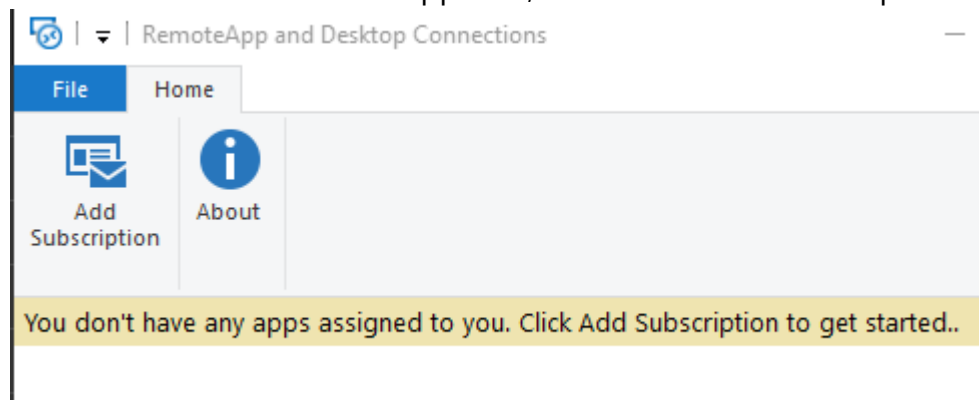 RemoteApp and Desktop Connections
File Home
Add
Subscription
About
You don't have any apps assigned to you. Click Add Subscription to get started..